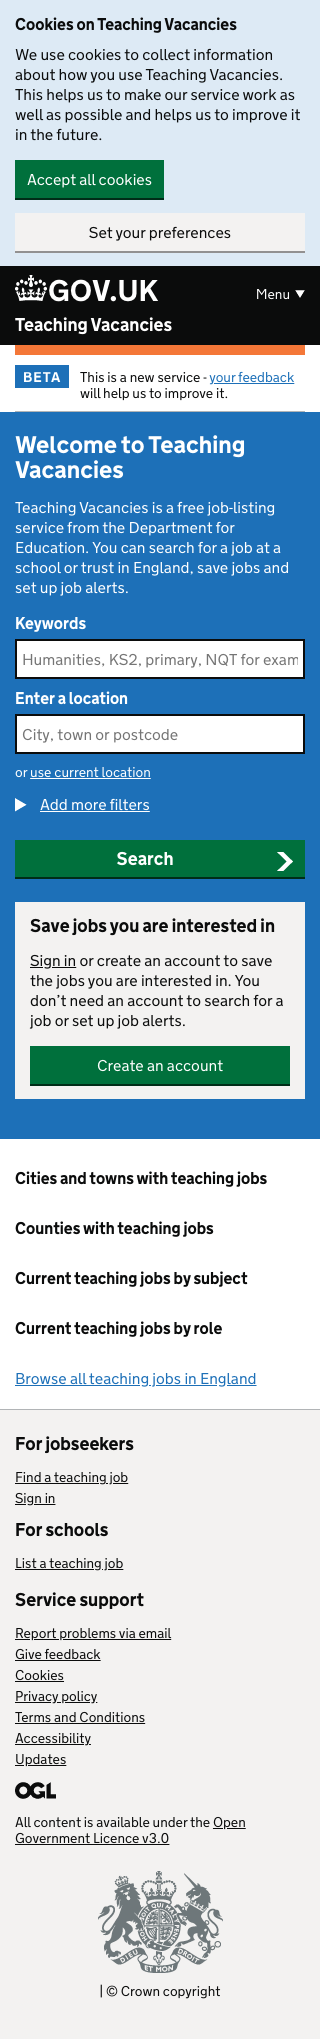 Cookies on Teaching Vacancies
We use cookies to collect information
about how you use Teaching Vacancies.
This helps us to make our service work as
well as possible and helps us to improve it
in the future.
Accept all cookies
Set your preferences
GOV.UK
Menu ▼
Teaching Vacancies
BETA
This is a new service - your feedback
will help us to improve it.
Welcome to Teaching
Vacancies
Teaching Vacancies is a free job-listing
service from the Department for
Education. You can search for a job at a
school or trust in England, save jobs and
set up job alerts.
Keywords
Humanities, KS2, primary, NQT for exam
Enter a location
City, town or postcode
or use current location
Add more filters
Search
Save jobs you are interested in
Sign in or create an account to save
the jobs you are interested in. You
don't need an account to search for a
job or set up job alerts.
Create an account
Cities and towns with teaching jobs
Counties with teaching jobs
Current teaching jobs by subject
Current teaching jobs by role
Browse all teaching jobs in England
For jobseekers
Find a teaching job
Sign in
For schools
List a teaching job
Service support
Report problems via email
Give feedback
Cookies
Privacy policy
Terms and Conditions
Accessibility
Updates
OGL
All content is available under the Open
Government Licence v3.0
DIEU ET MON DROIT
| © Crown copyright